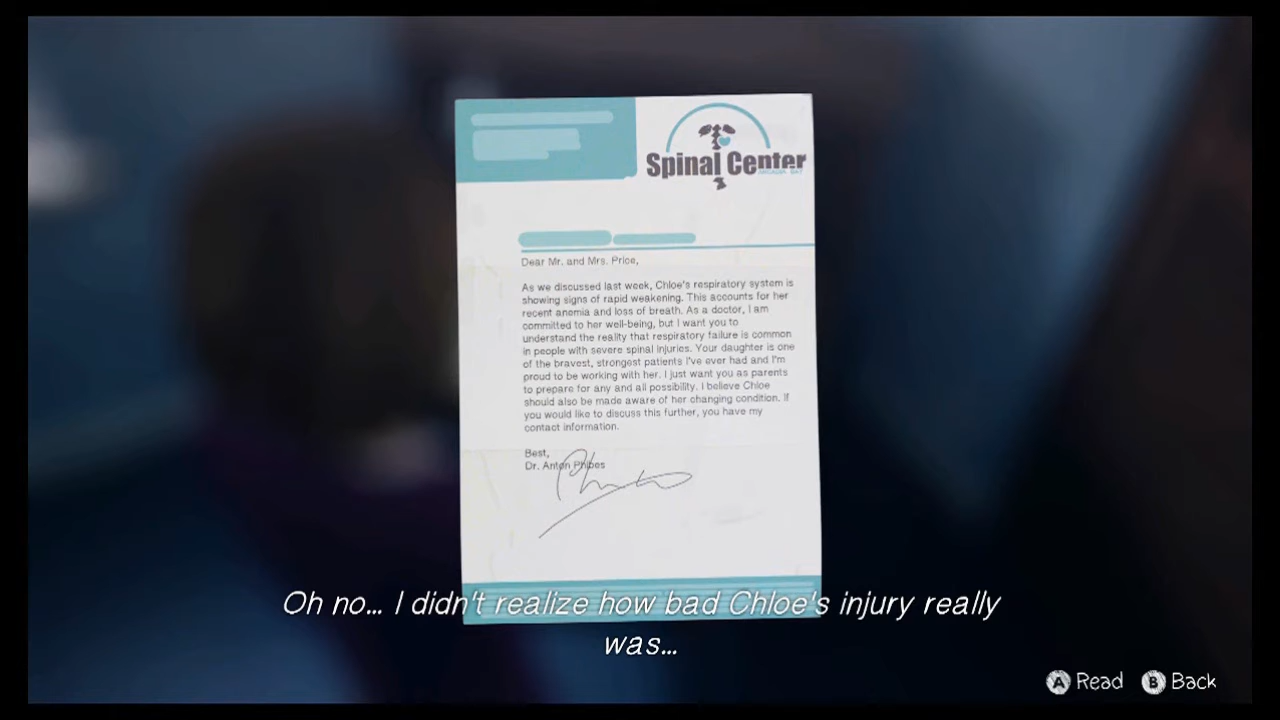 Spinal Center
ARCADIA BAY
Dear Mr. and Mrs. Price,
As we discussed last week, Chloe's respiratory system is
showing signs of rapid weakening. This accounts for her
recent anemia and loss of breath. As a doctor, I am
committed to her well-being, but I want you to
understand the reality that respiratory failure is common
in people with severe spinal injuries. Your daughter is one
of the bravest, strongest patients I've ever had and I'm
proud to be working with her. I just want you as parents
to prepare for any and all possibility. I believe Chloe
should also be made aware of her changing condition. If
you would like to discuss this further, you have my
contact information.
Best,
Dr. Anton Phibes
Oh no... I didn't realize how bad Chloe's injury really
was...
A Read B Back